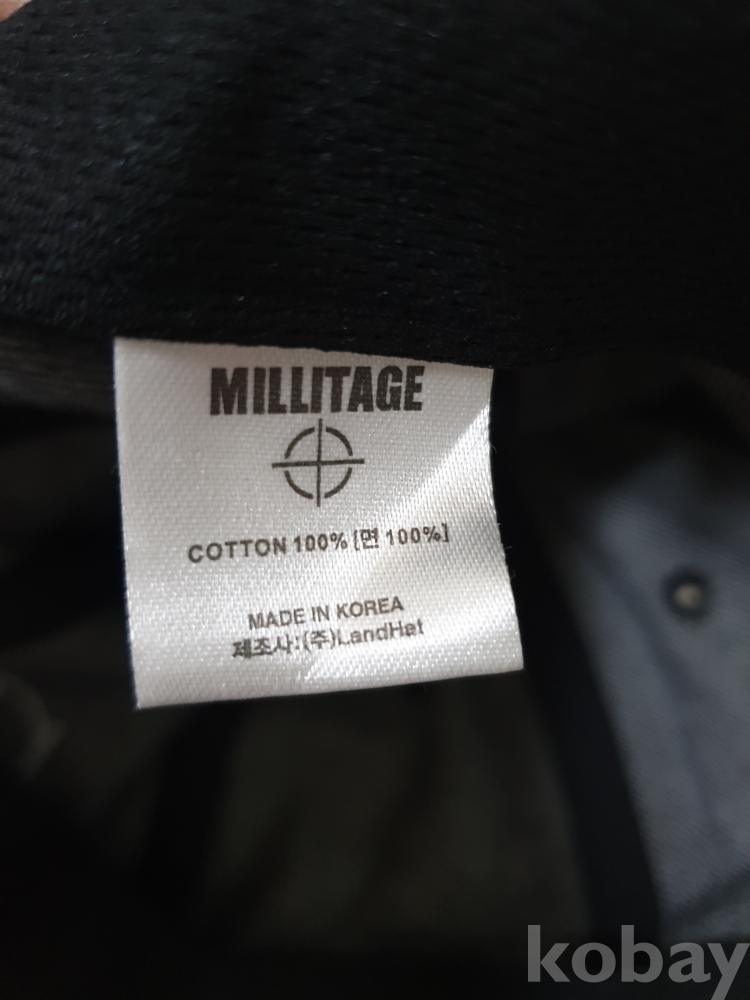 MILLITAGE
COTTON 100% [면 100%]
MADE IN KOREA
제조사:(주)LandHat
kobay